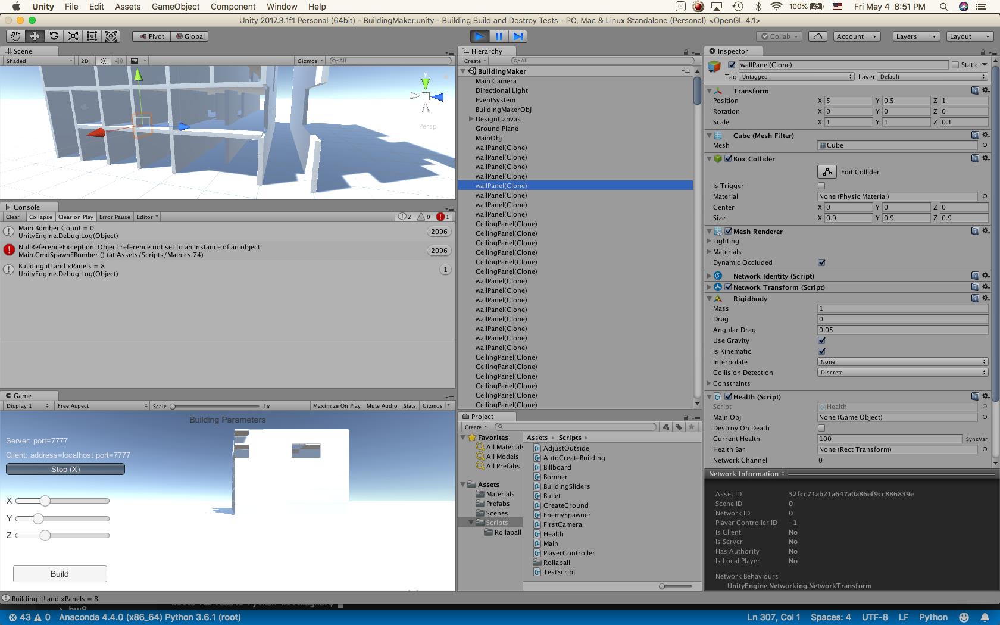 Unity File Edit Assets GameObject Component Window Help 100% Fri May 4 8:51 PM
Unity 2017.3.1f1 Personal (64bit) - BuildingMaker.unity - Building Build and Destroy Tests - PC, Mac & Linux Standalone (Personal) <OpenGL 4.1>
Pivot Global Collab Account Layers Layout
Scene
Shaded 2D Gizmos All
y
Persp
Console
Clear Collapse Clear on Play Error Pause Editor 2 0 1
Main Bomber Count = 0
UnityEngine.Debug:Log(Object)
2096
NullReferenceException: Object reference not set to an instance of an object
Main.CmdSpawnFBomber () (at Assets/Scripts/Main.cs:74)
2096
Building it! and xPanels = 8
UnityEngine.Debug:Log(Object)
1
Game
Display 1 Free Aspect Scale 1x Maximize On Play Mute Audio Stats Gizmos
Building Parameters
Server: port=7777
Client: address=localhost port=7777
Stop (X)
X
Y
Z
Build
Building it! and xPanels = 8
Hierarchy
Create All
BuildingMaker
Main Camera
Directional Light
EventSystem
BuildingMakerObj
DesignCanvas
Ground Plane
MainObj
wallPanel(Clone)
wallPanel(Clone)
wallPanel(Clone)
wallPanel(Clone)
wallPanel(Clone)
wallPanel(Clone)
wallPanel(Clone)
wallPanel(Clone)
CeilingPanel(Clone)
CeilingPanel(Clone)
CeilingPanel(Clone)
CeilingPanel(Clone)
CeilingPanel(Clone)
CeilingPanel(Clone)
wallPanel(Clone)
wallPanel(Clone)
wallPanel(Clone)
wallPanel(Clone)
wallPanel(Clone)
wallPanel(Clone)
wallPanel(Clone)
wallPanel(Clone)
CeilingPanel(Clone)
CeilingPanel(Clone)
CeilingPanel(Clone)
CeilingPanel(Clone)
CeilingPanel(Clone)
CeilingPanel(Clone)
Project
Create
Favorites
All Materials
All Models
All Prefabs
Assets
Materials
Prefabs
Scenes
Scripts
Rollaball
Assets Scripts
AdjustOutside
AutoCreateBuilding
Billboard
Bomber
BuildingSliders
Bullet
CreateGround
EnemySpawner
FirstCamera
Health
Main
PlayerController
Rollaball
TestScript
Inspector
wallPanel(Clone) Static
Tag Untagged Layer Default
Transform
Position X 5 Y 0.5 Z 1
Rotation X 0 Y 0 Z 0
Scale X 1 Y 1 Z 0.1
Cube (Mesh Filter)
Mesh Cube
Box Collider
Edit Collider
Is Trigger
Material None (Physic Material)
Center X 0 Y 0 Z 0
Size X 0.9 Y 0.9 Z 0.9
Mesh Renderer
Lighting
Materials
Dynamic Occluded
Network Identity (Script)
Network Transform (Script)
Rigidbody
Mass 1
Drag 0
Angular Drag 0.05
Use Gravity
Is Kinematic
Interpolate None
Collision Detection Discrete
Constraints
Health (Script)
Script Health
Main Obj None (Game Object)
Destroy On Death
Current Health 100 SyncVar
Health Bar None (Rect Transform)
Network Channel 0
Network Information
Asset ID 52fcc71ab21a647a0a86ef9cc886839e
Scene ID 0
Network ID 0
Player Controller ID -1
Is Client No
Is Server No
Has Authority No
Is Local Player No
Network Behaviours
UnityEngine.Networking.NetworkTransform
43 0 Anaconda 4.4.0 (x86_64) Python 3.6.1 (root) Ln 307, Col 1 Spaces: 4 UTF-8 LF Python